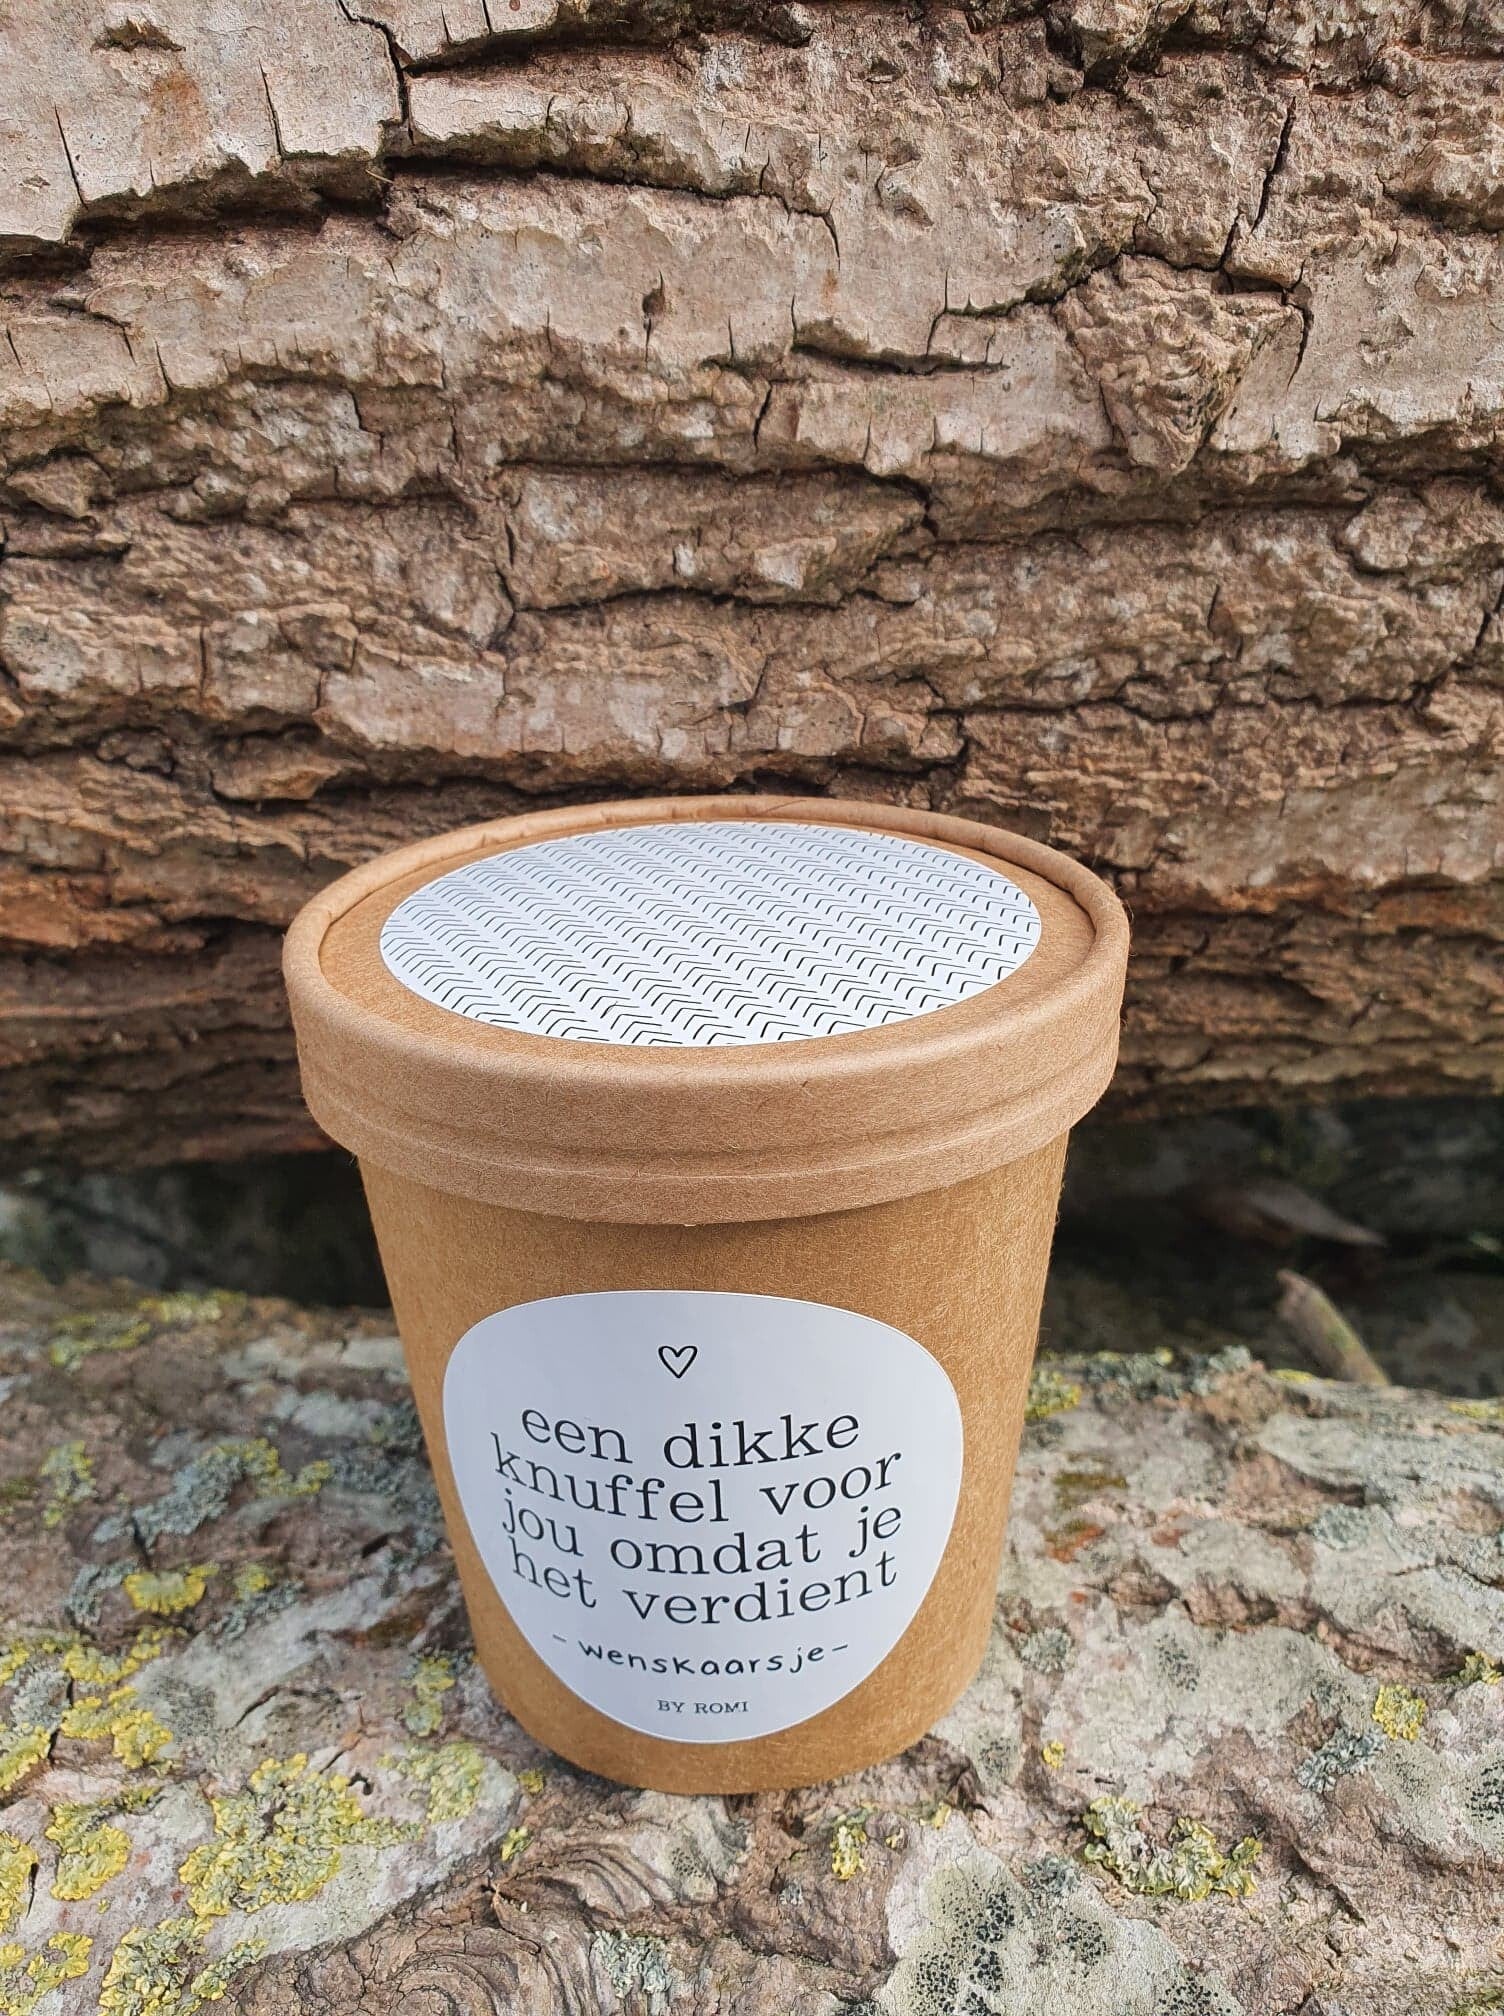 een dikke
knuffel voor
jou omdat je
het verdient
- wenskaarsje -
BY ROMI